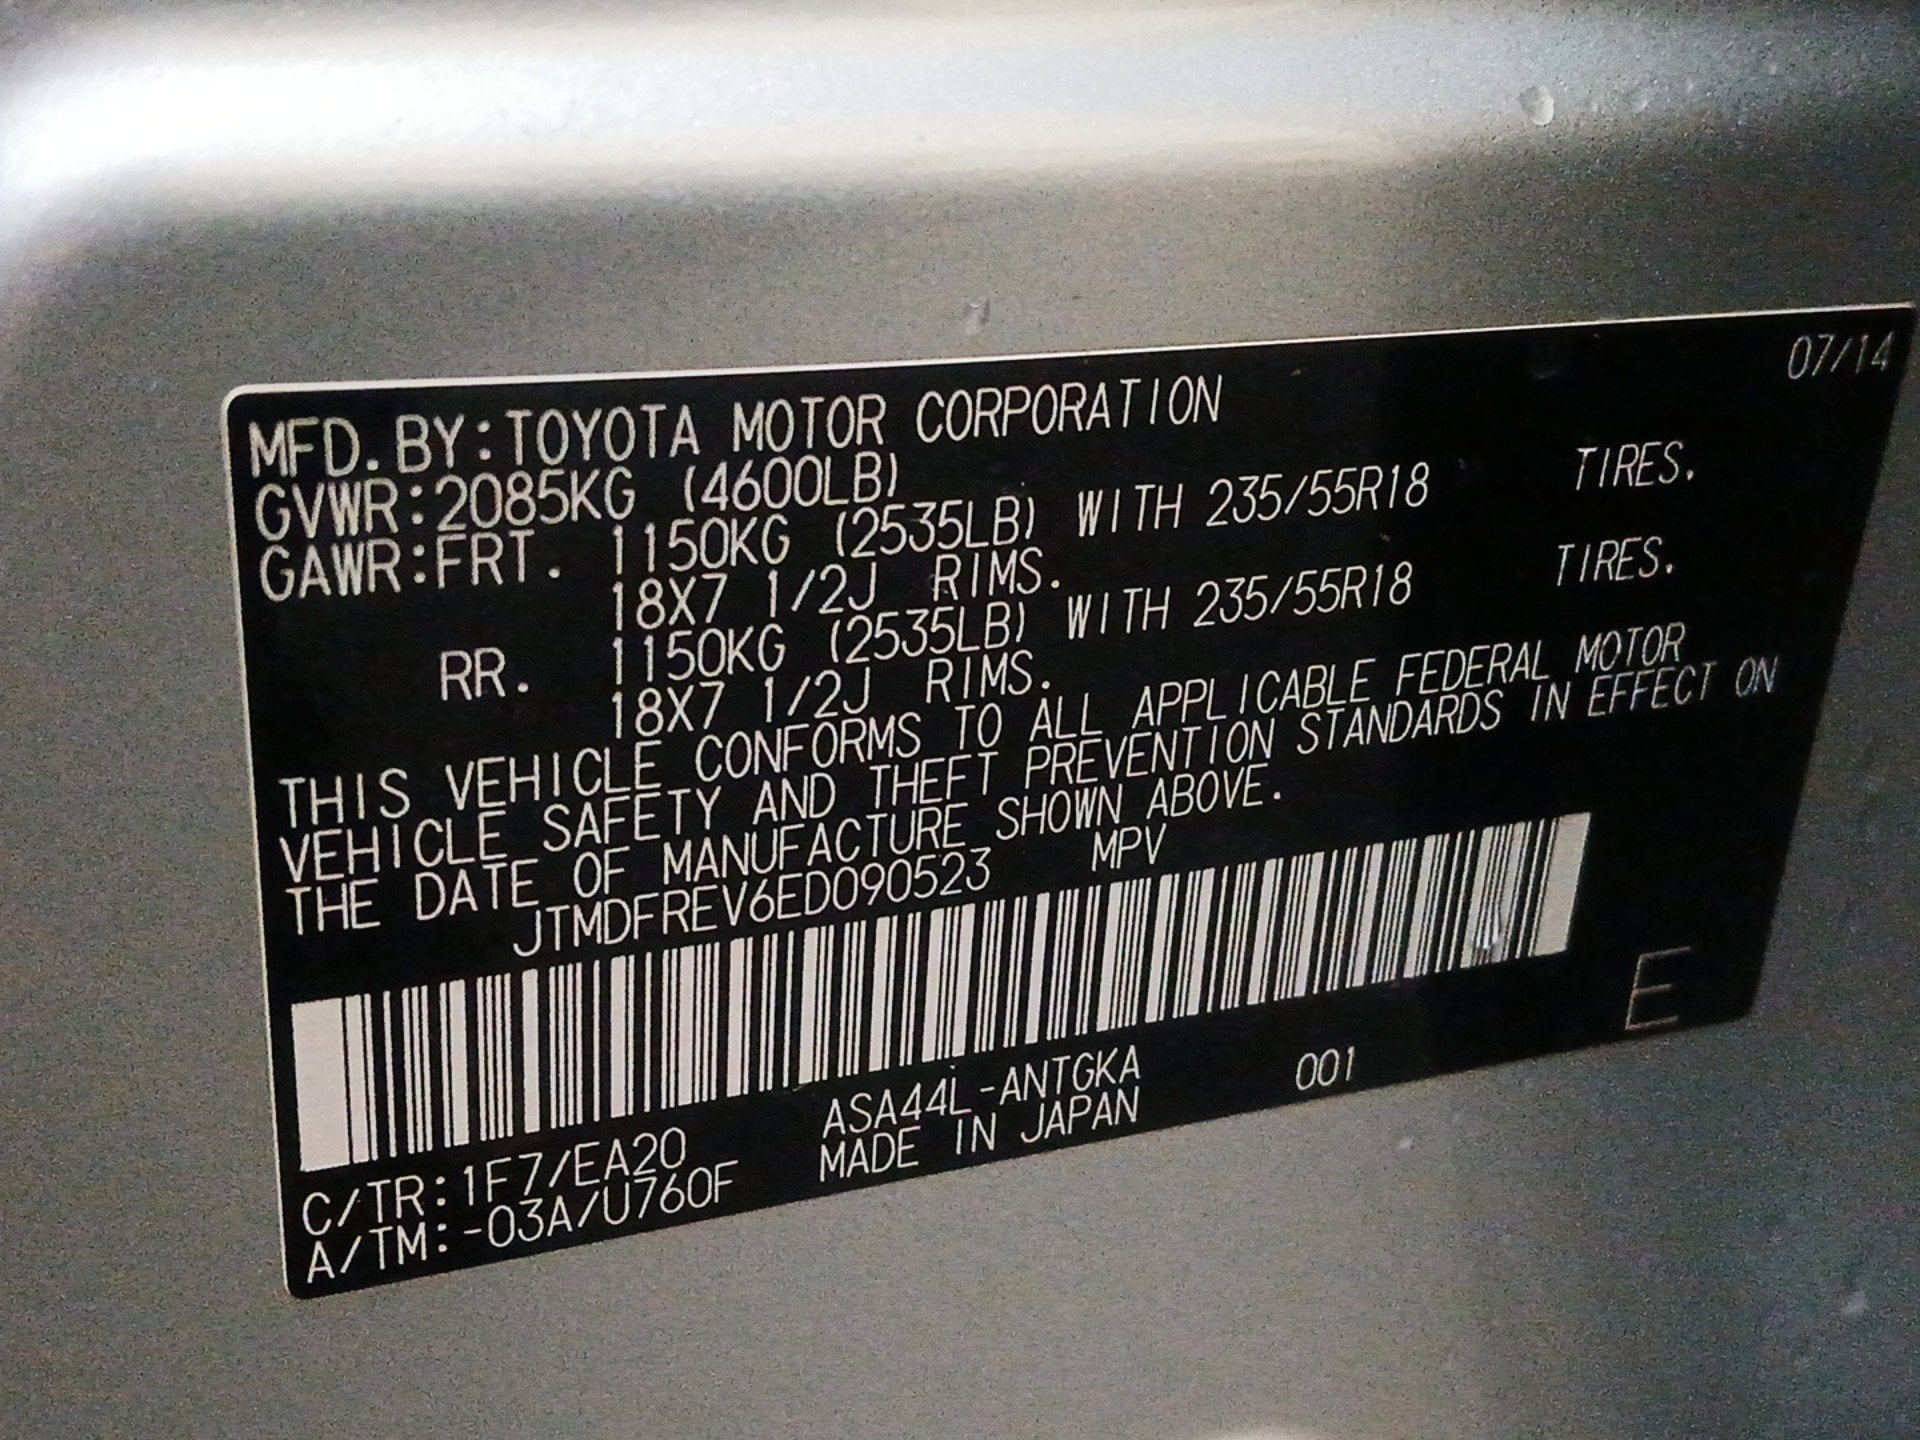 07/14
MFD. BY:TOYOTA MOTOR CORPORATION
GVWR:2085KG (4600LB)
GAWR:FRT. 1150KG (2535LB) WITH 235/55R18 TIRES.
18X7 1/2J RIMS.
RR. 1150KG (2535LB) WITH 235/55R18 TIRES.
18X7 1/2J RIMS.
THIS VEHICLE CONFORMS TO ALL APPLICABLE FEDERAL MOTOR
VEHICLE SAFETY AND THEFT PREVENTION STANDARDS IN EFFECT ON
THE DATE OF MANUFACTURE SHOWN ABOVE.
JTMDFREV6ED090523 MPV
E
ASA44L-ANTGKA 001
C/TR:1F7/EA20 MADE IN JAPAN
A/TM:-03A/U760F